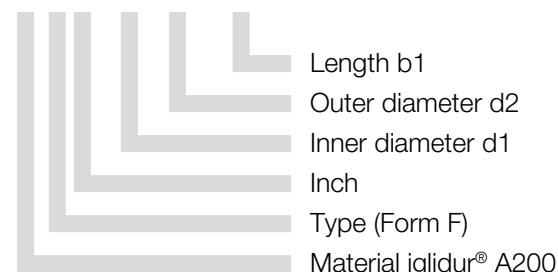 Length b1
Outer diameter d2
Inner diameter d1
Inch
Type (Form F)
Material iglidur® A200